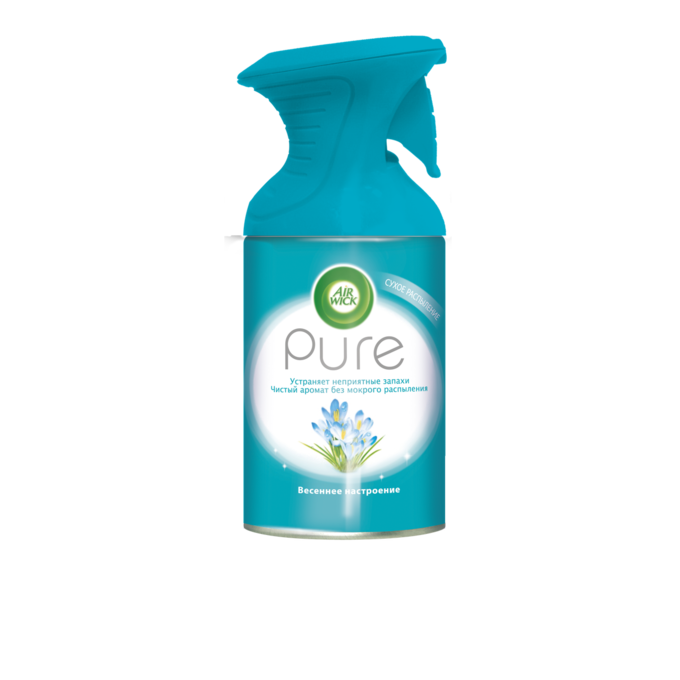 AIR
WICK
СУХОЕ РАСПЫЛЕНИЕ
Pure
Устраняет неприятные запахи
Чистый аромат без мокрого распыления
Весеннее настроение